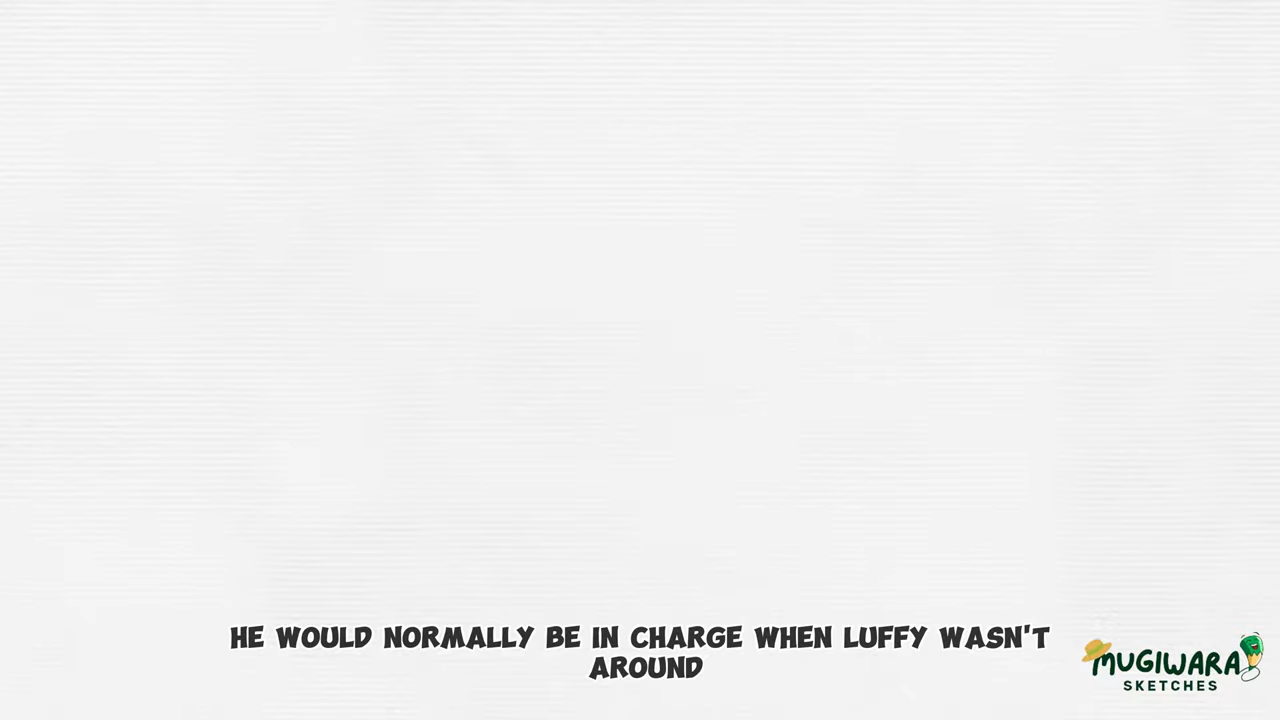 HE WOULD NORMALLY BE IN CHARGE WHEN LUFFY WASN'T
AROUND
MUGIWARA
SKETCHES